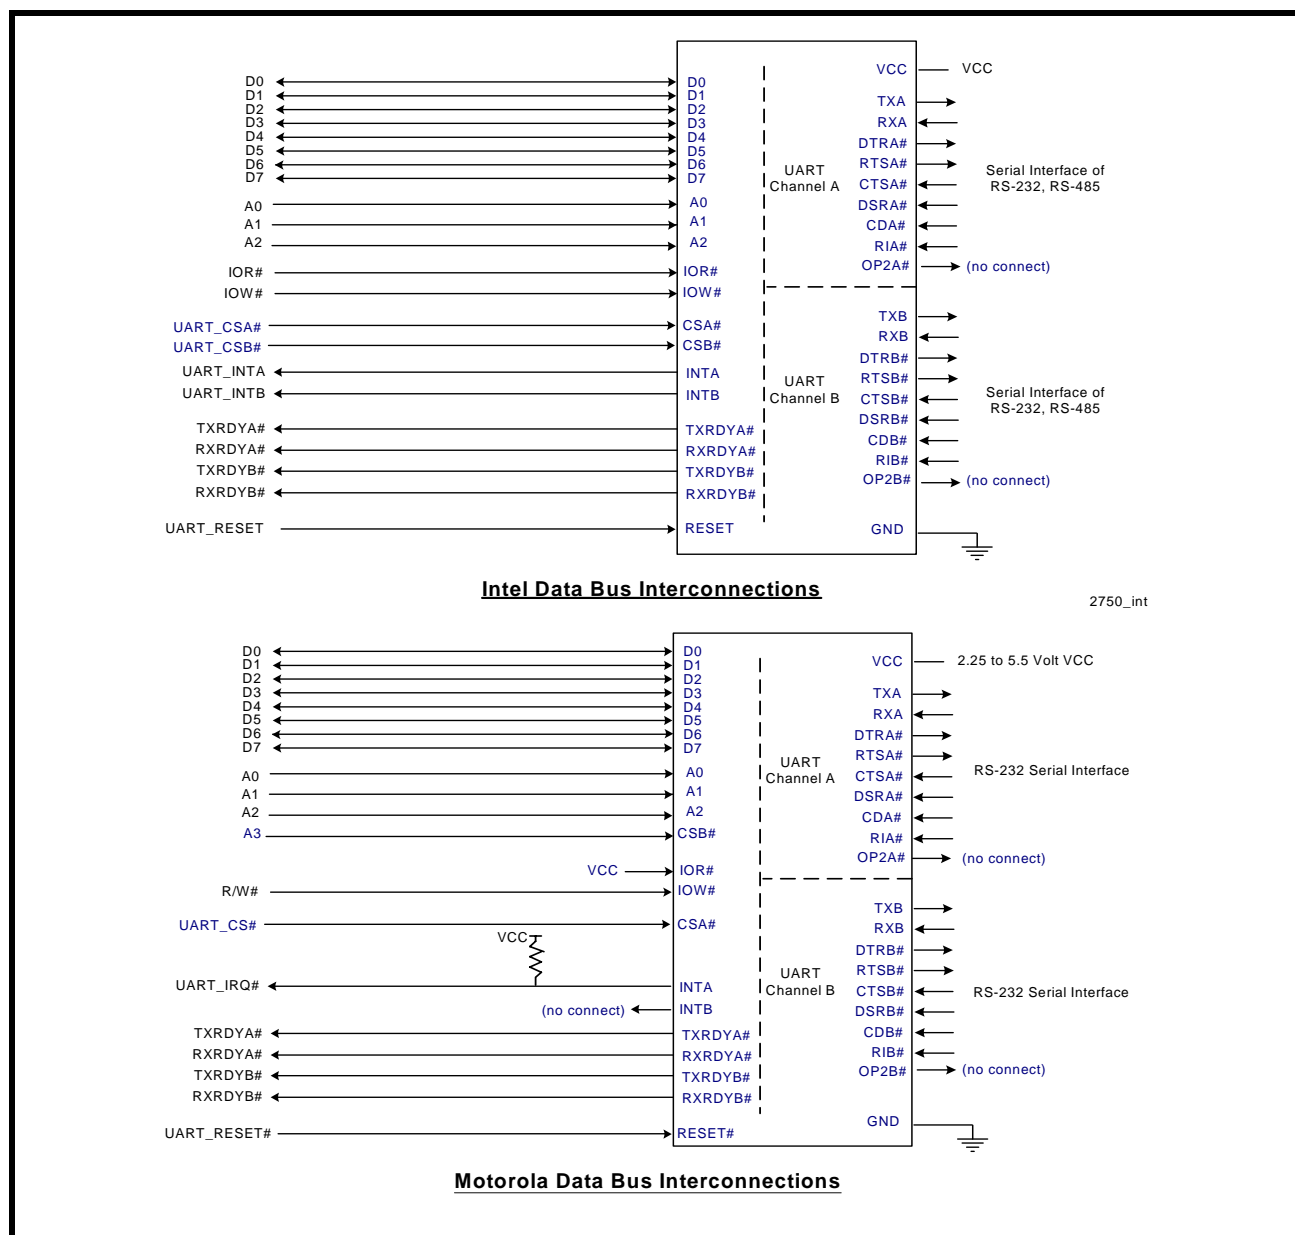 VCC VCC
D0 D0
D1 D1
D2 D2
D3 D3
D4 D4
D5 D5
D6 D6
D7 D7
TXA
RXA
DTRA#
RTSA#
CTSA#
DSRA#
CDA#
RIA#
OP2A# (no connect)
UART
Channel A
Serial Interface of
RS-232, RS-485
A0 A0
A1 A1
A2 A2
IOR# IOR#
IOW# IOW#
UART_CSA# CSA#
UART_CSB# CSB#
UART_INTA INTA
UART_INTB INTB
TXRDYA# TXRDYA#
RXRDYA# RXRDYA#
TXRDYB# TXRDYB#
RXRDYB# RXRDYB#
UART_RESET RESET
UART
Channel B
TXB
RXB
DTRB#
RTSB#
CTSB#
DSRB#
CDB#
RIB#
OP2B# (no connect)
Serial Interface of
RS-232, RS-485
GND
Intel Data Bus Interconnections
2750_int
VCC 2.25 to 5.5 Volt VCC
D0 D0
D1 D1
D2 D2
D3 D3
D4 D4
D5 D5
D6 D6
D7 D7
TXA
RXA
DTRA#
RTSA#
CTSA#
DSRA#
CDA#
RIA#
OP2A# (no connect)
UART
Channel A
RS-232 Serial Interface
A0 A0
A1 A1
A2 A2
A3 CSB#
VCC IOR#
R/W# IOW#
UART_CS# CSA#
VCC
UART_IRQ# INTA
(no connect) INTB
TXRDYA# TXRDYA#
RXRDYA# RXRDYA#
TXRDYB# TXRDYB#
RXRDYB# RXRDYB#
UART_RESET# RESET#
UART
Channel B
TXB
RXB
DTRB#
RTSB#
CTSB#
DSRB#
CDB#
RIB#
OP2B# (no connect)
RS-232 Serial Interface
GND
Motorola Data Bus Interconnections